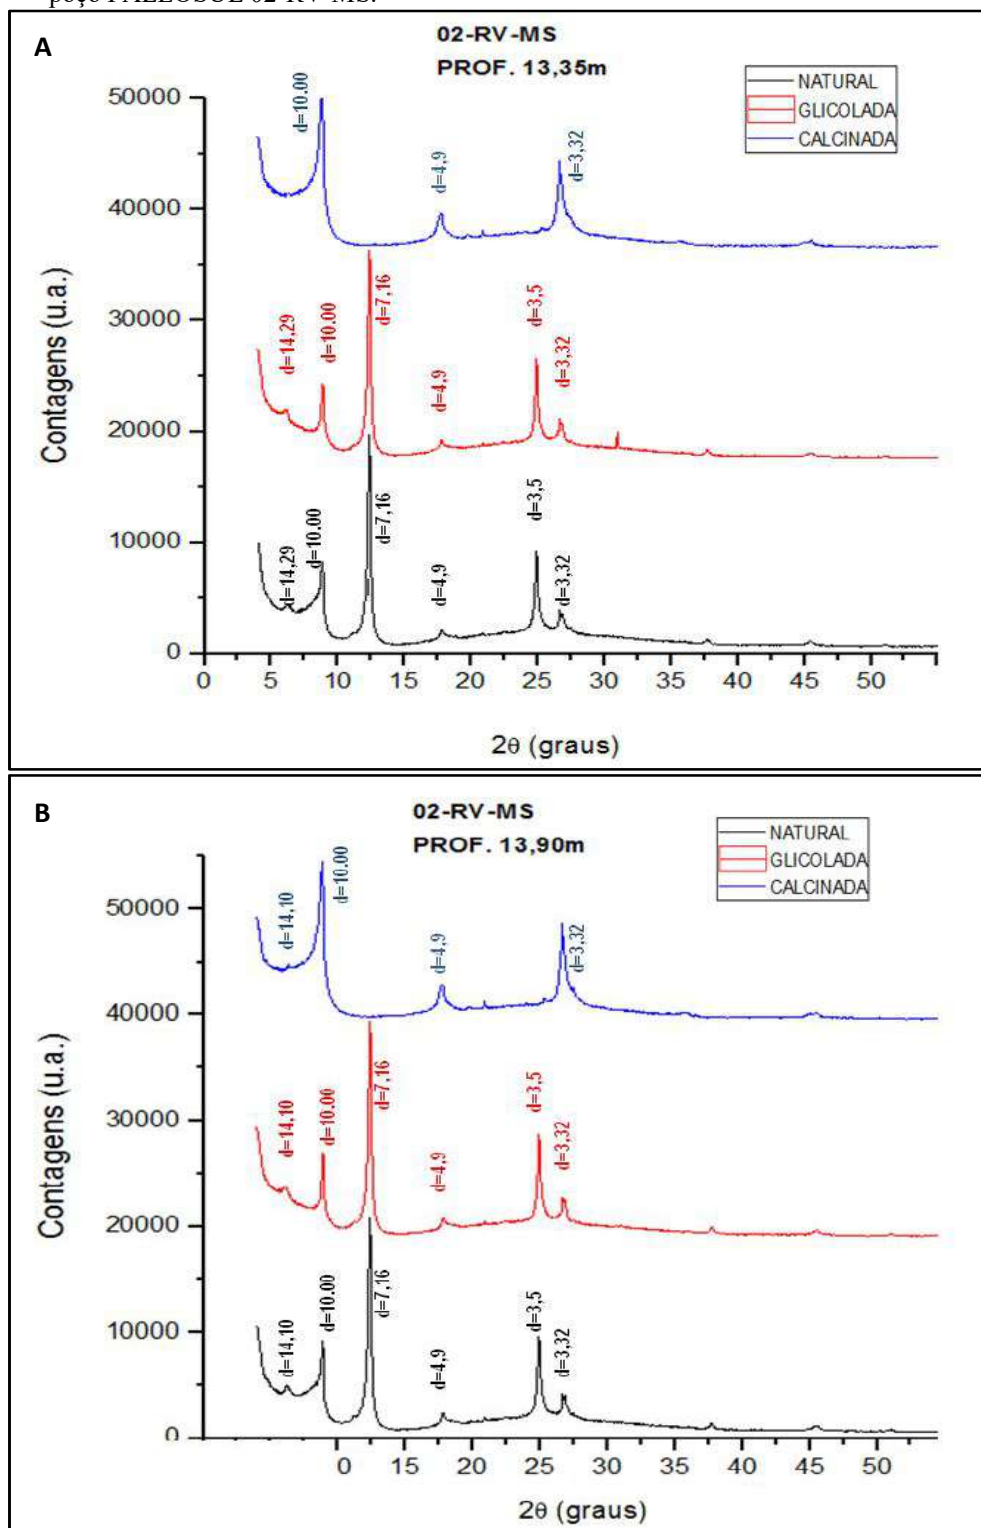 poço PALEOSUL 02-RV-MS.
A
02-RV-MS
PROF. 13,35m
NATURAL
GLICOLADA
CALCINADA
Contagens (u.a.)
50000
40000
30000
20000
10000
0
d=10.00
d=4,9
d=3,32
d=14,29
d=10.00
d=7,16
d=4,9
d=3,5
d=3,32
d=14,29
d=10.00
d=7,16
d=4,9
d=3,5
d=3,32
0 5 10 15 20 25 30 35 40 45 50
2θ (graus)
B
02-RV-MS
PROF. 13,90m
NATURAL
GLICOLADA
CALCINADA
Contagens (u.a.)
50000
40000
30000
20000
10000
0
d=14,10
d=10.00
d=4,9
d=3,32
d=14,10
d=10.00
d=7,16
d=4,9
d=3,5
d=3,32
d=14,10
d=10.00
d=7,16
d=4,9
d=3,5
d=3,32
0 15 20 25 30 35 40 45 50
2θ (graus)